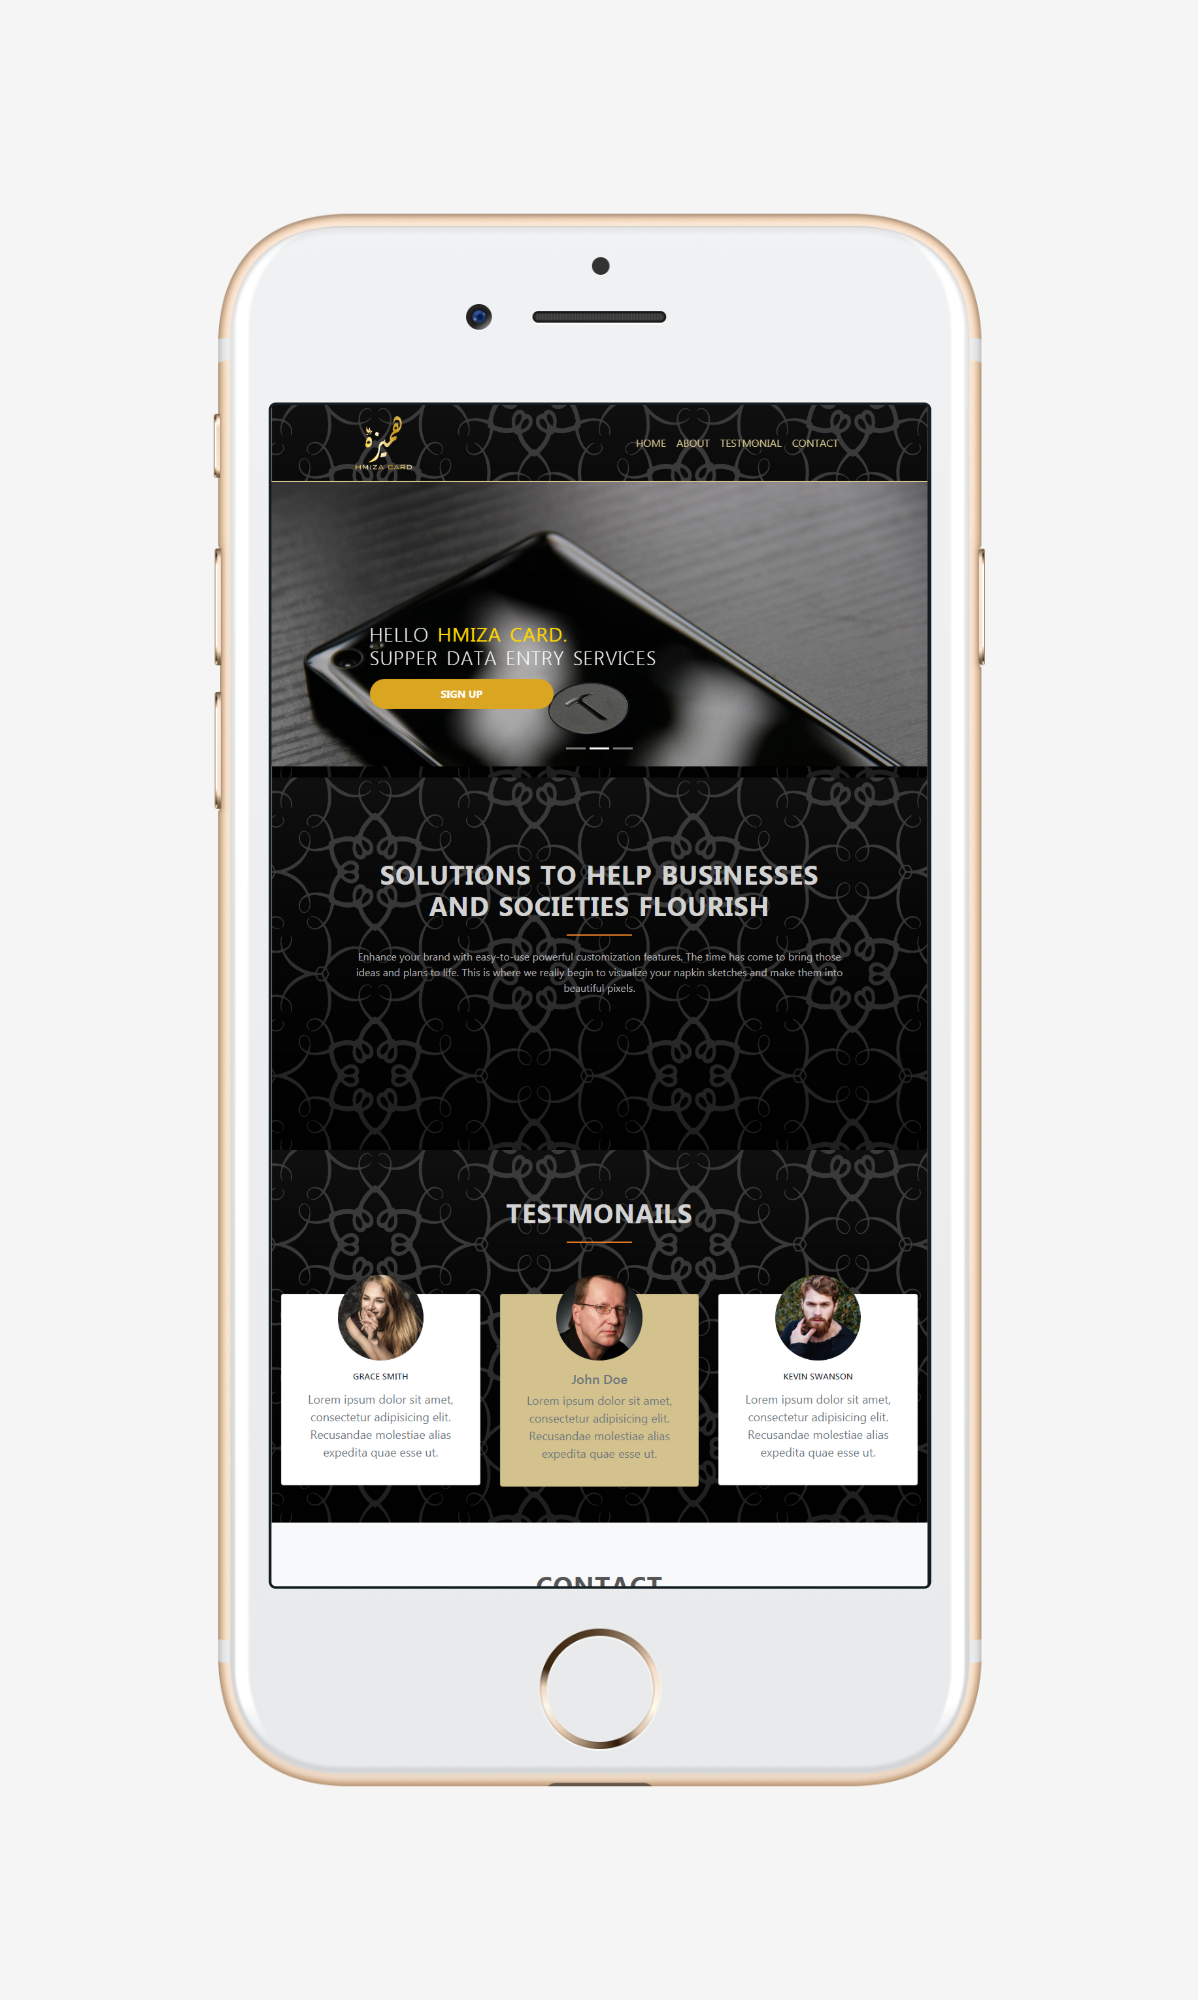 هميزة
HMIZA CARD
HOME ABOUT TESTMONIAL CONTACT
HELLO HMIZA CARD.
SUPPER DATA ENTRY SERVICES
SIGN UP
SOLUTIONS TO HELP BUSINESSES
AND SOCIETIES FLOURISH
Enhance your brand with easy-to-use powerful customization features. The time has come to bring those
ideas and plans to life. This is where we really begin to visualize your napkin sketches and make them into
beautiful pixels.
TESTMONAILS
GRACE SMITH
Lorem ipsum dolor sit amet,
consectetur adipisicing elit.
Recusandae molestiae alias
expedita quae esse ut.
John Doe
Lorem ipsum dolor sit amet,
consectetur adipisicing elit.
Recusandae molestiae alias
expedita quae esse ut.
KEVIN SWANSON
Lorem ipsum dolor sit amet,
consectetur adipisicing elit.
Recusandae molestiae alias
expedita quae esse ut.
CONTACT